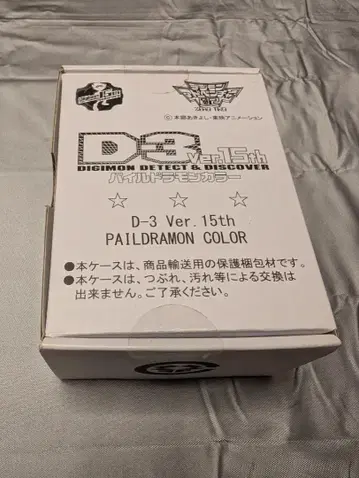 ©本郷あきよし・東映アニメーション
D-3 Ver.15th
DIGIMON DETECT & DISCOVER
パイルドラモンカラー
☆ ☆ ☆
D-3 Ver.15th
PAILDRAMON COLOR
●本ケースは、商品輸送用の保護梱包材です。
●本ケースは、つぶれ、汚れ等による交換は
出来ません。ご了承ください。